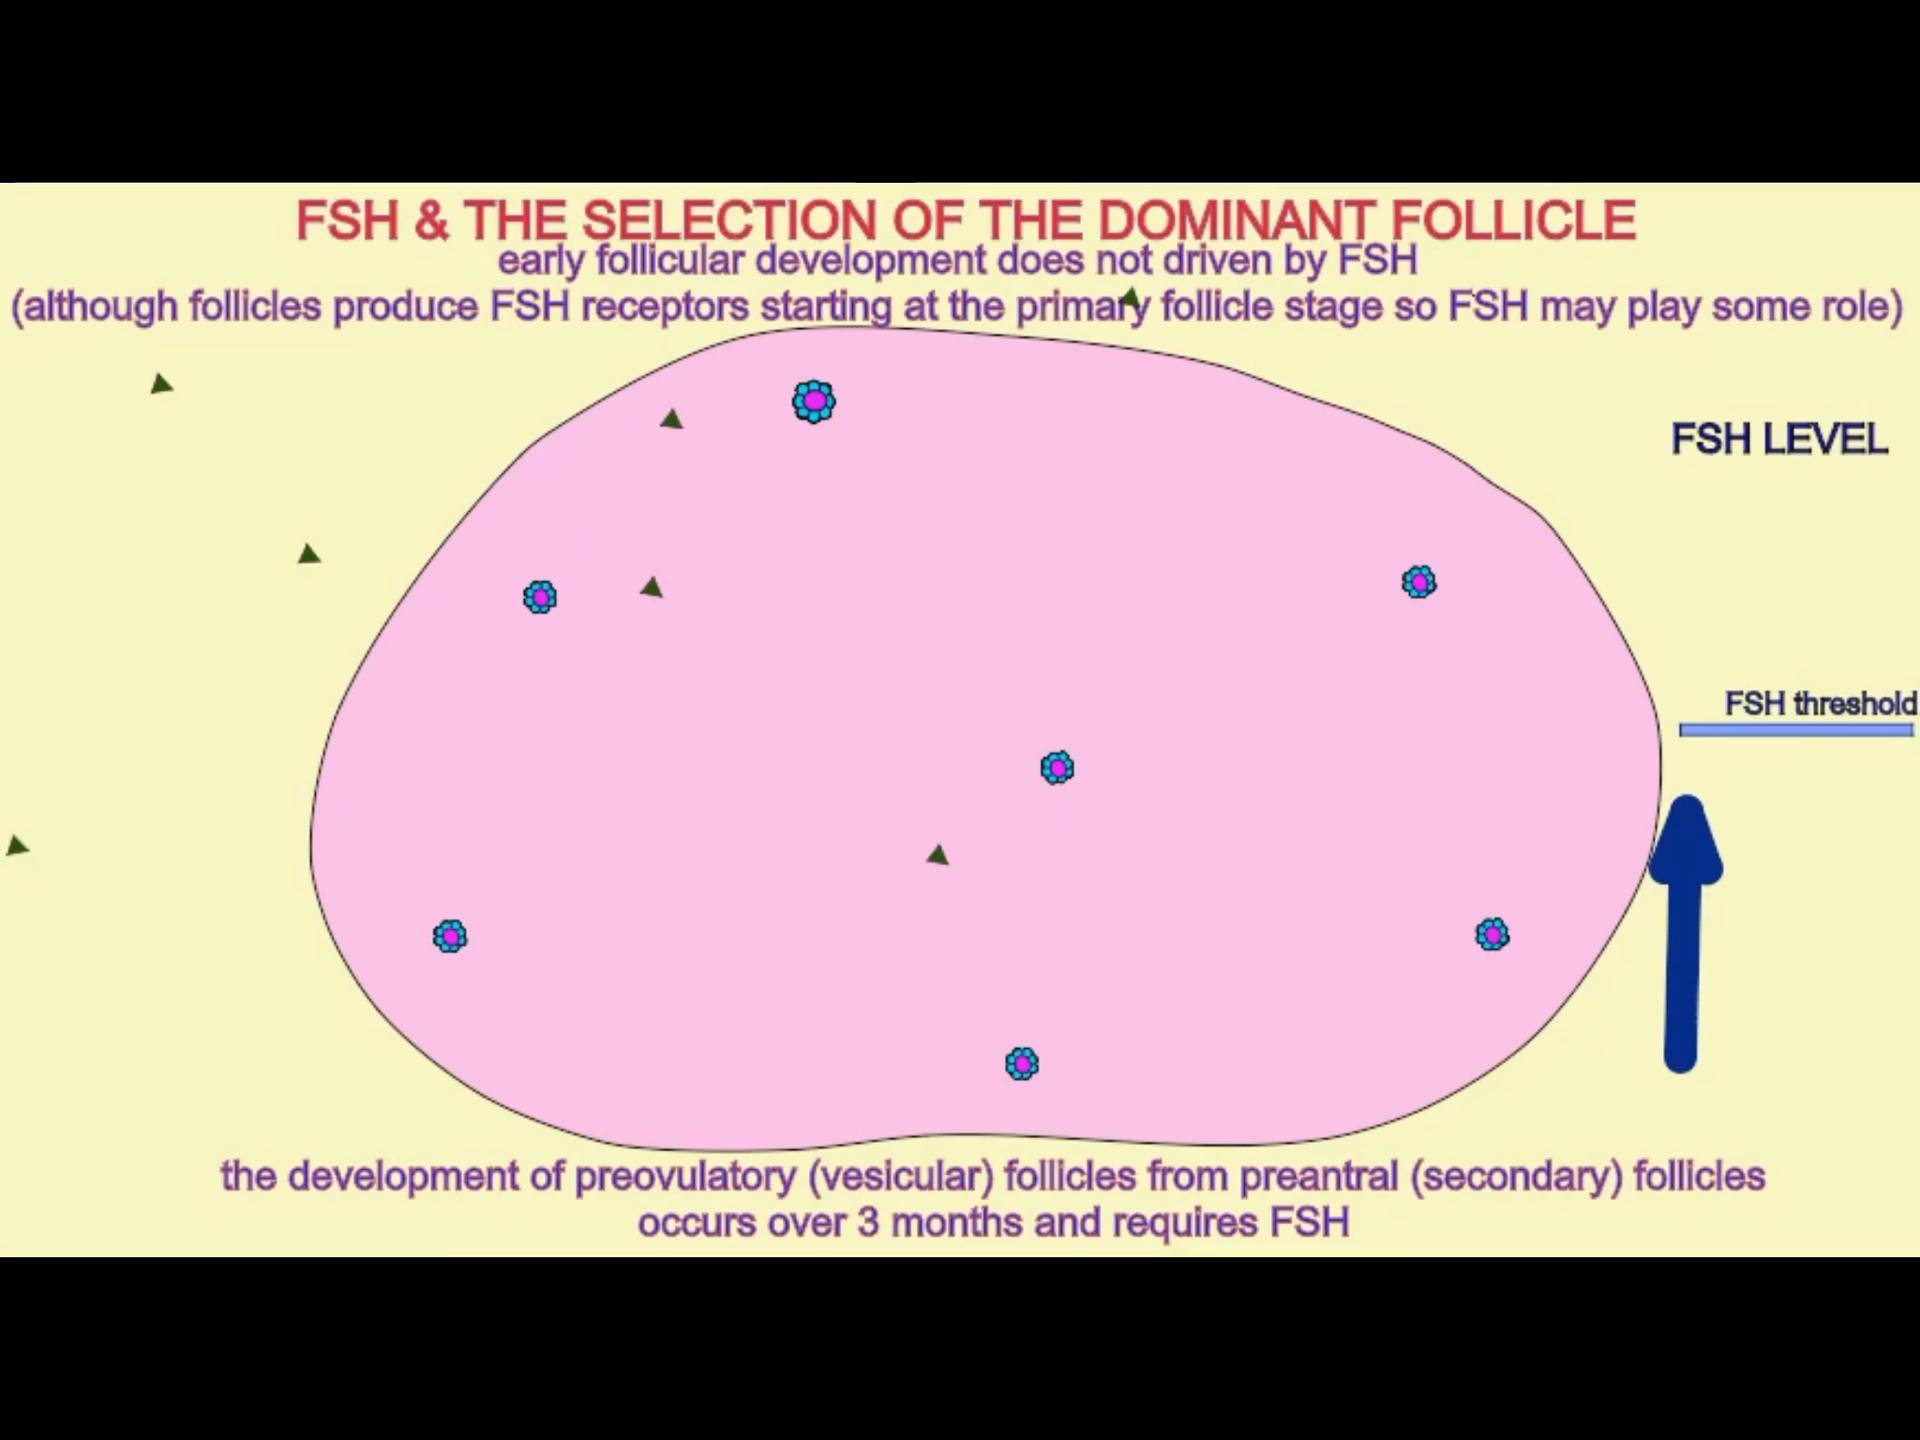 FSH & THE SELECTION OF THE DOMINANT FOLLICLE
early follicular development does not driven by FSH
(although follicles produce FSH receptors starting at the primary follicle stage so FSH may play some role)
FSH LEVEL
FSH threshold
the development of preovulatory (vesicular) follicles from preantral (secondary) follicles
occurs over 3 months and requires FSH